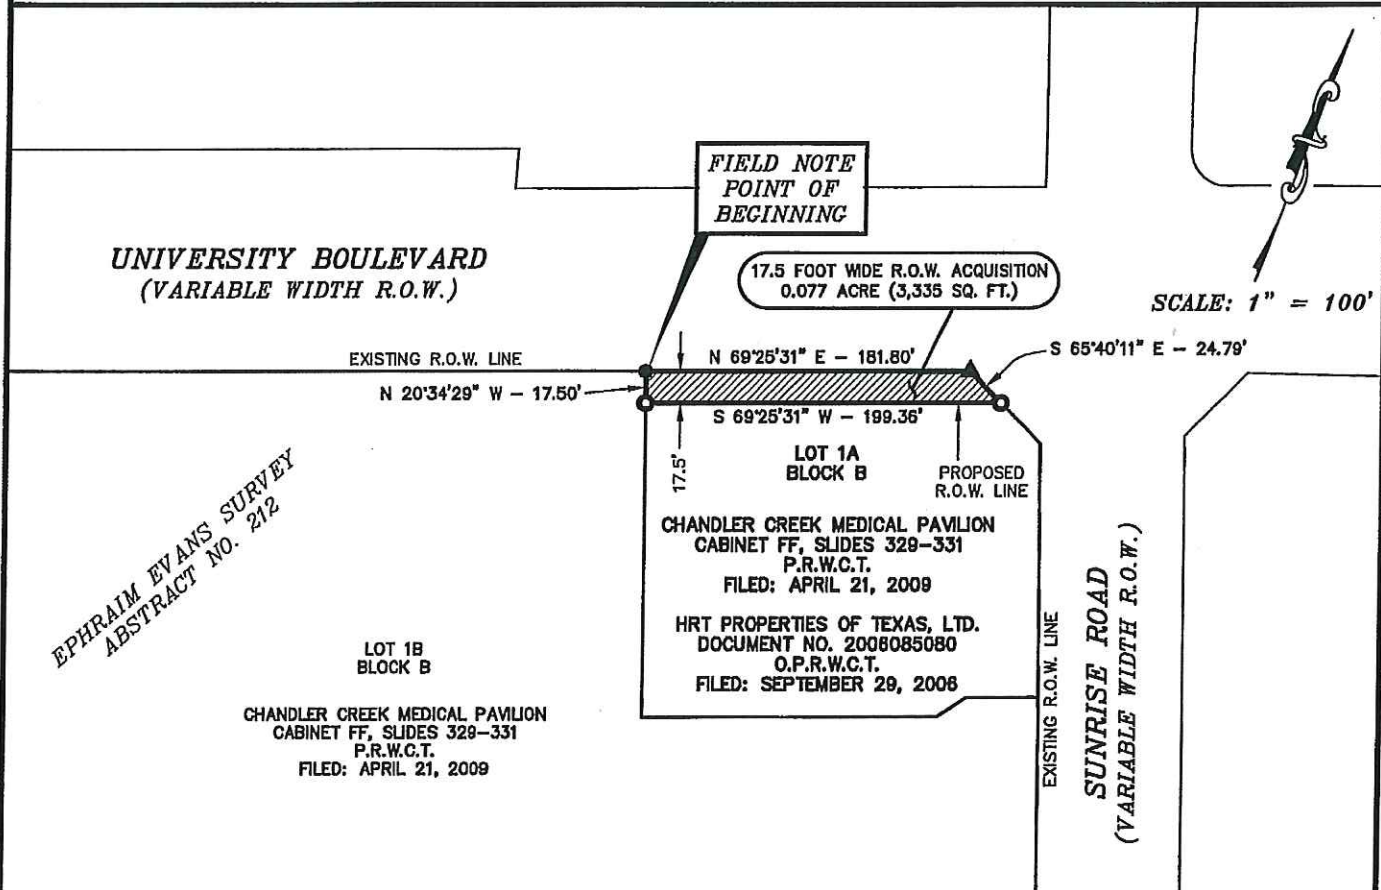 FIELD NOTE
POINT OF
BEGINNING
UNIVERSITY BOULEVARD
(VARIABLE WIDTH R.O.W.)
17.5 FOOT WIDE R.O.W. ACQUISITION
0.077 ACRE (3,335 SQ. FT.)
SCALE: 1" = 100'
EXISTING R.O.W. LINE
N 69°25'31" E - 181.80'
S 65°40'11" E - 24.79'
N 20°34'29" W - 17.50'
S 69°25'31" W - 199.36'
17.5'
LOT 1A
BLOCK B
PROPOSED
R.O.W. LINE
CHANDLER CREEK MEDICAL PAVILION
CABINET FF, SLIDES 329-331
P.R.W.C.T.
FILED: APRIL 21, 2009
HRT PROPERTIES OF TEXAS, LTD.
DOCUMENT NO. 2006085080
O.P.R.W.C.T.
FILED: SEPTEMBER 29, 2006
EPHRAIM EVANS SURVEY
ABSTRACT NO. 212
LOT 1B
BLOCK B
CHANDLER CREEK MEDICAL PAVILION
CABINET FF, SLIDES 329-331
P.R.W.C.T.
FILED: APRIL 21, 2009
EXISTING R.O.W. LINE
SUNRISE ROAD
(VARIABLE WIDTH R.O.W.)